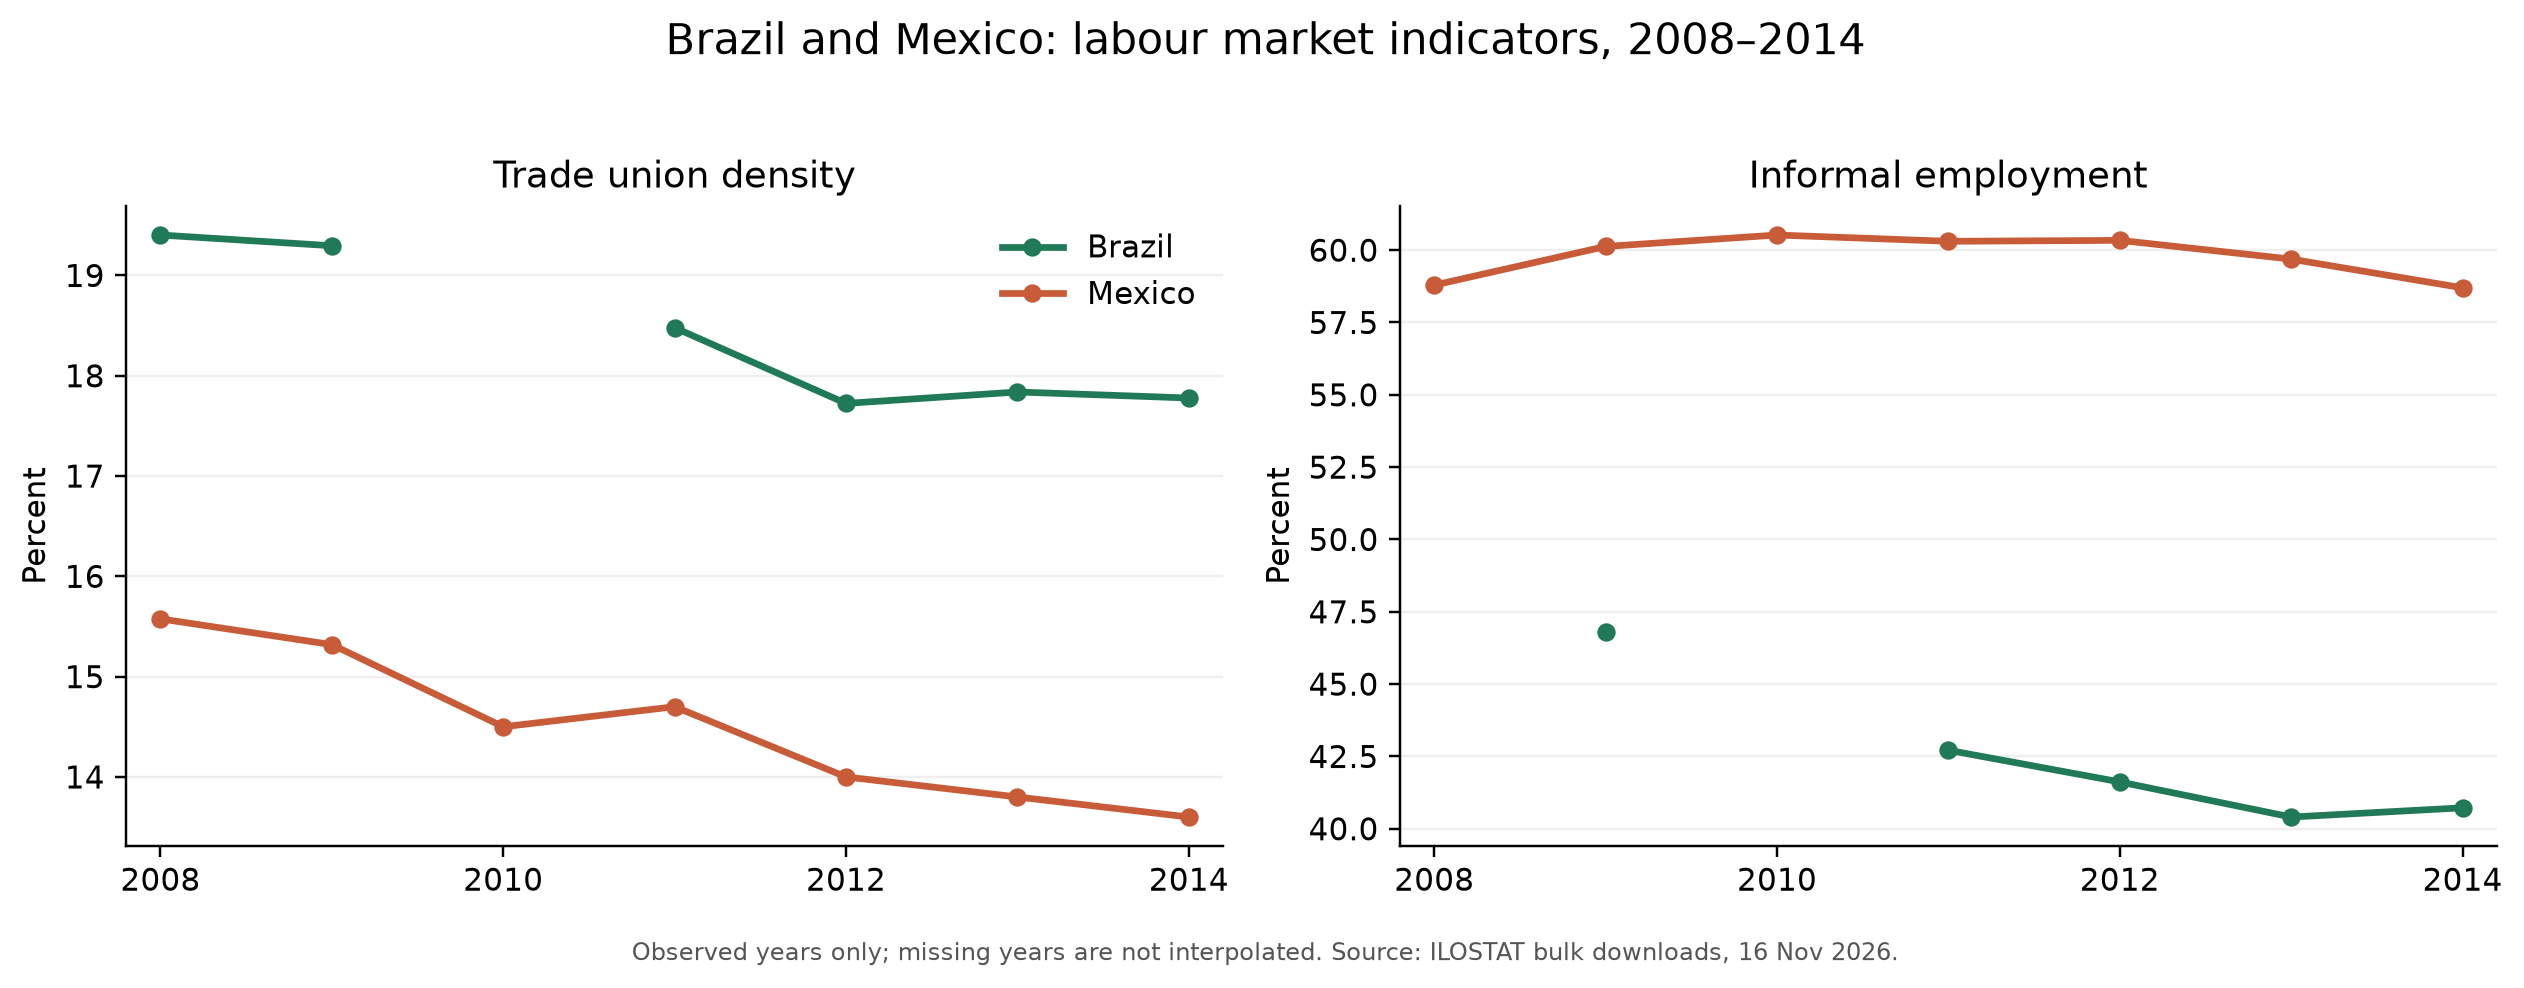 Brazil and Mexico: labour market indicators, 2008–2014
Trade union density
Percent
19
18
17
16
15
14
2008
2010
2012
2014
Brazil
Mexico
Informal employment
Percent
60.0
57.5
55.0
52.5
50.0
47.5
45.0
42.5
40.0
2008
2010
2012
2014
Observed years only; missing years are not interpolated. Source: ILOSTAT bulk downloads, 16 Nov 2026.